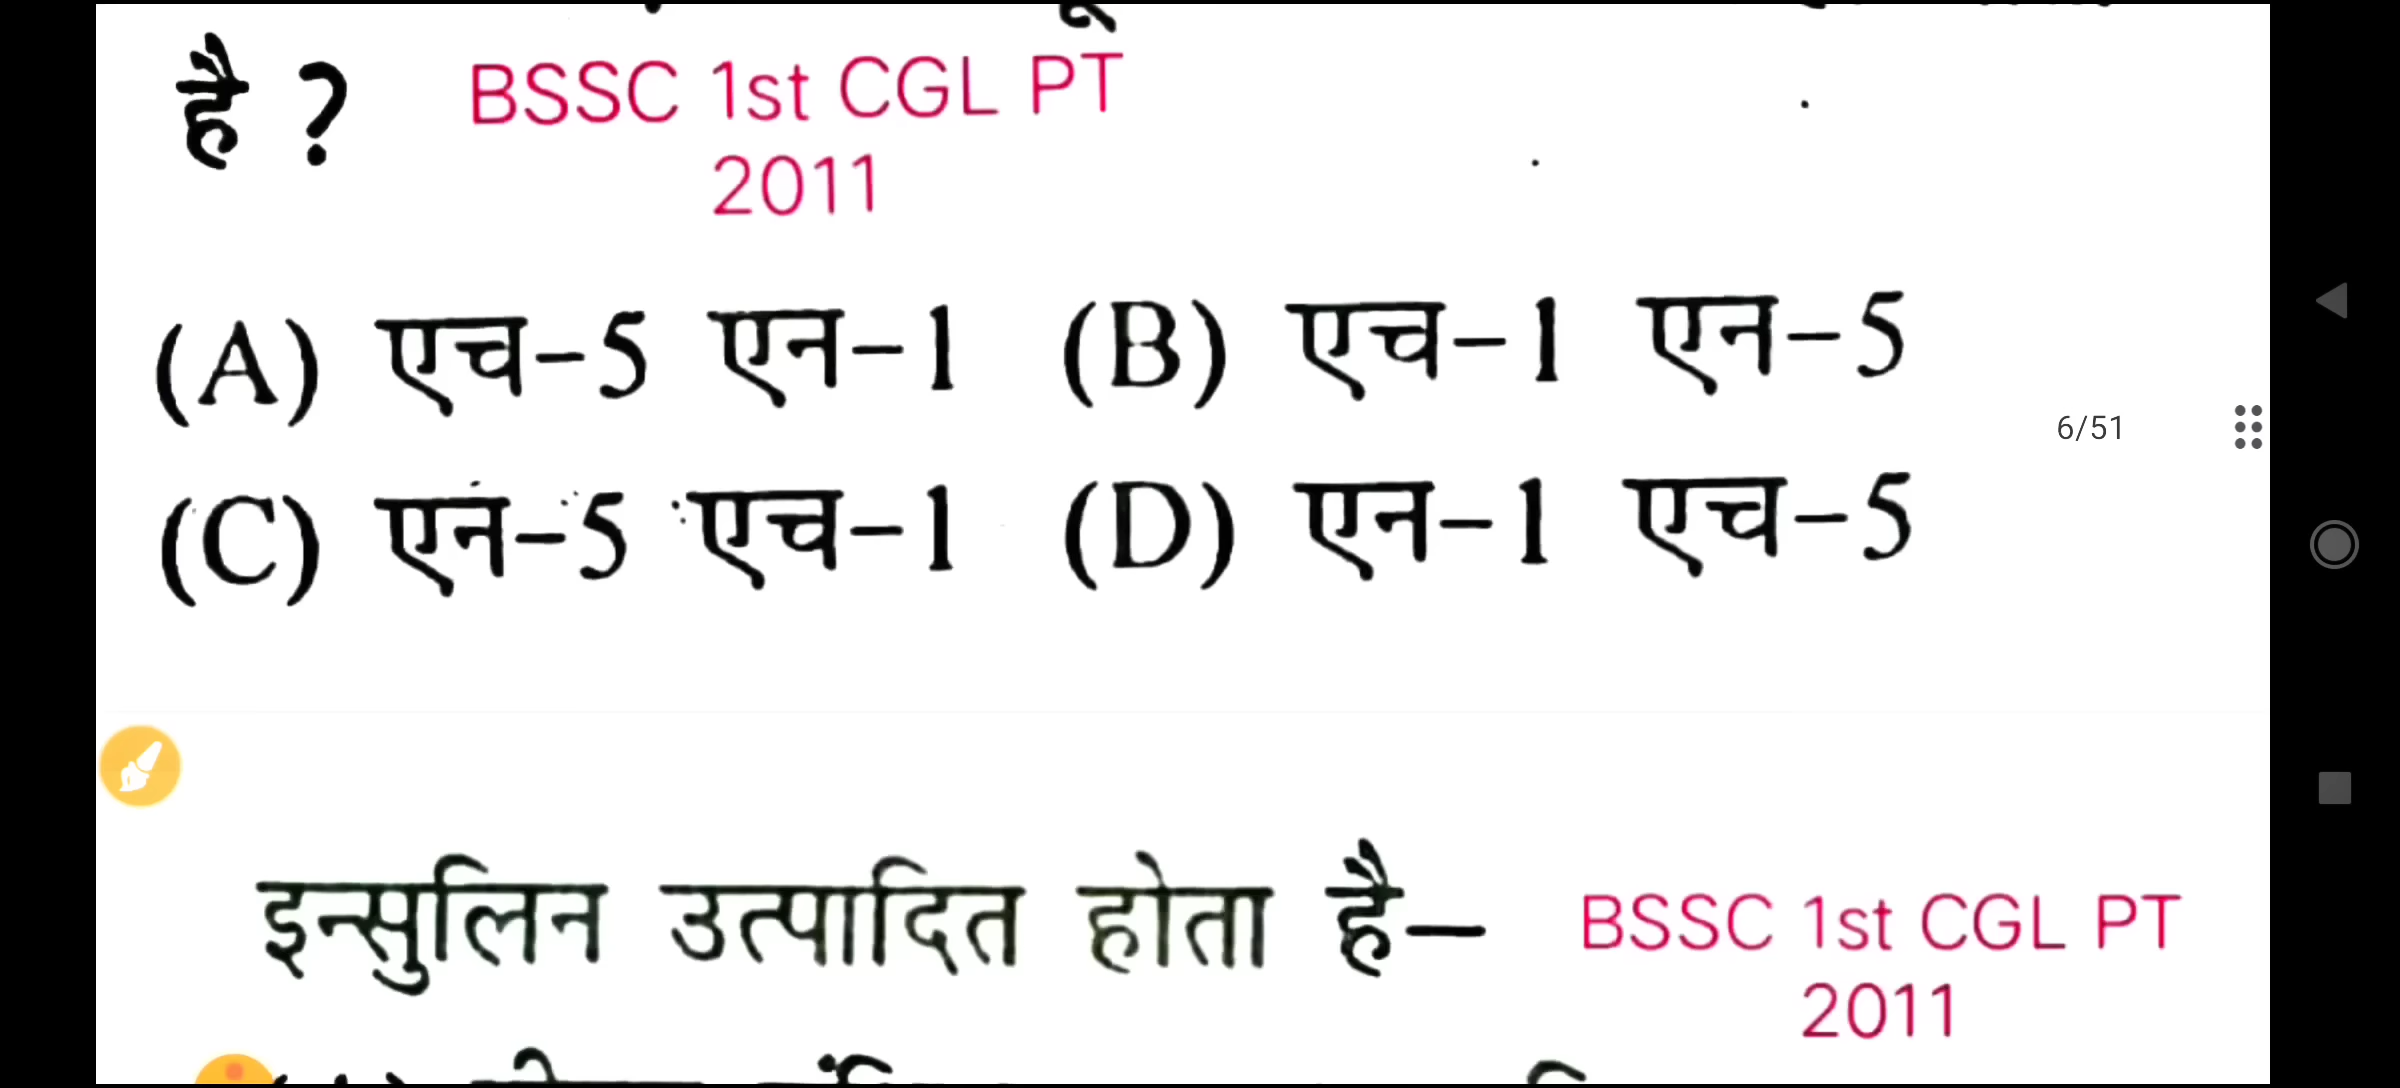 है ? BSSC 1st CGL PT
2011
(A) एच-5 एन-1 (B) एच-1 एन-5
6/51
(C) एन-5 एच-1 (D) एन-1 एच-5
इन्सुलिन उत्पादित होता है— BSSC 1st CGL PT
2011